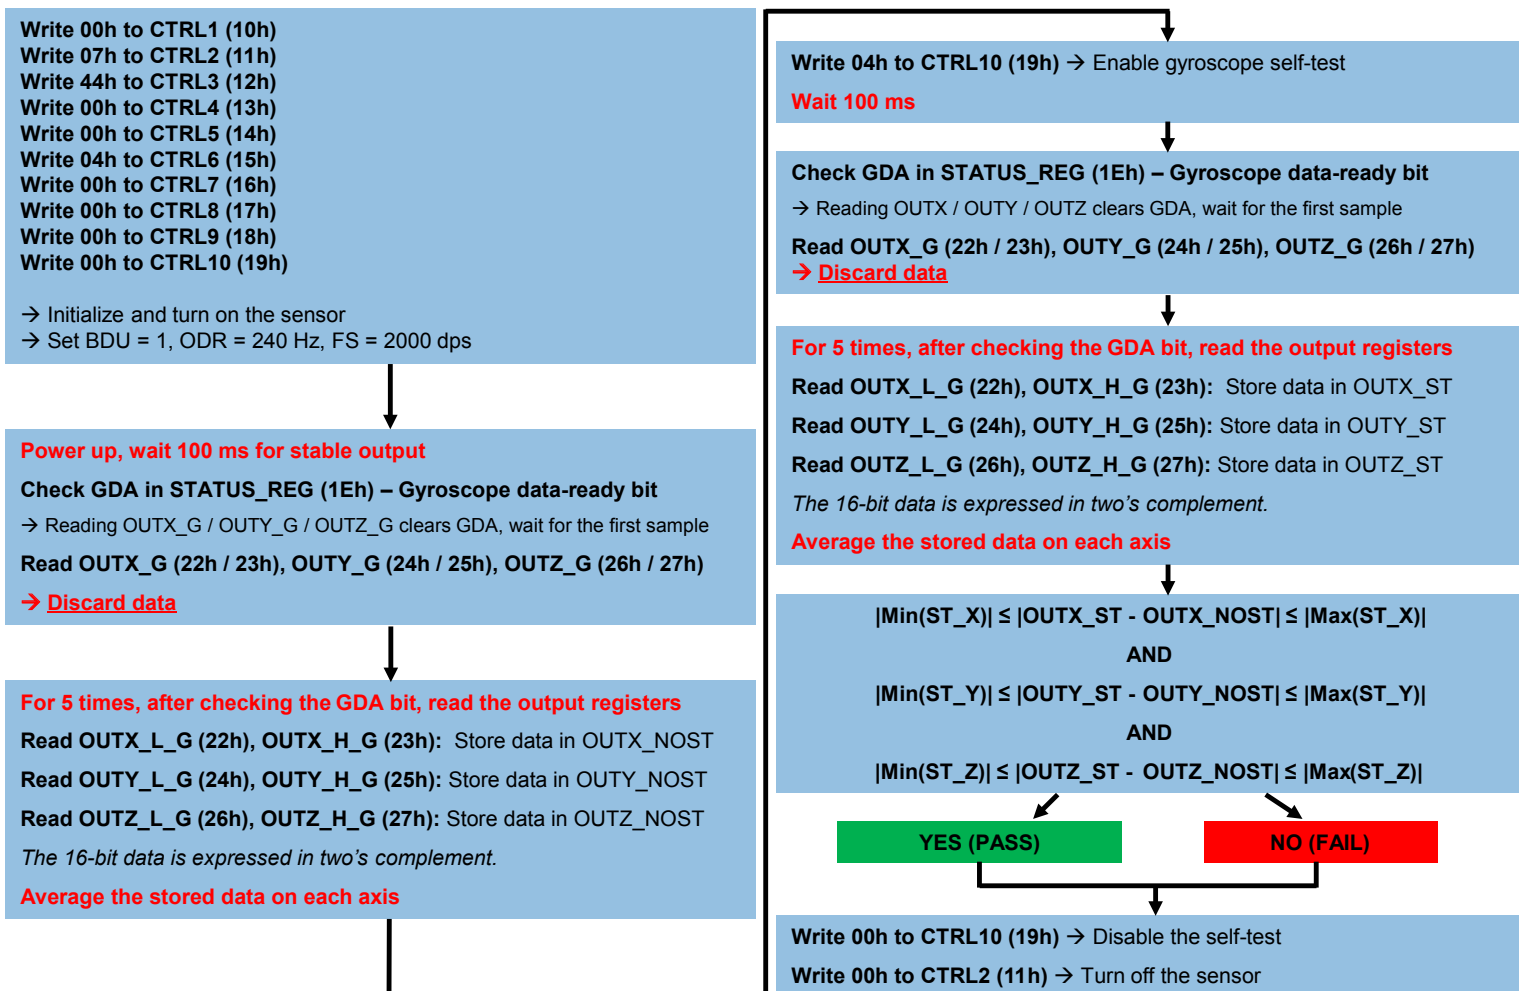 Write 00h to CTRL1 (10h)
Write 07h to CTRL2 (11h)
Write 44h to CTRL3 (12h)
Write 00h to CTRL4 (13h)
Write 00h to CTRL5 (14h)
Write 04h to CTRL6 (15h)
Write 00h to CTRL7 (16h)
Write 00h to CTRL8 (17h)
Write 00h to CTRL9 (18h)
Write 00h to CTRL10 (19h)
→ Initialize and turn on the sensor
→ Set BDU = 1, ODR = 240 Hz, FS = 2000 dps
Power up, wait 100 ms for stable output
Check GDA in STATUS_REG (1Eh) – Gyroscope data-ready bit
→ Reading OUTX_G / OUTY_G / OUTZ_G clears GDA, wait for the first sample
Read OUTX_G (22h / 23h), OUTY_G (24h / 25h), OUTZ_G (26h / 27h)
→ Discard data
For 5 times, after checking the GDA bit, read the output registers
Read OUTX_L_G (22h), OUTX_H_G (23h): Store data in OUTX_NOST
Read OUTY_L_G (24h), OUTY_H_G (25h): Store data in OUTY_NOST
Read OUTZ_L_G (26h), OUTZ_H_G (27h): Store data in OUTZ_NOST
The 16-bit data is expressed in two's complement.
Average the stored data on each axis
Write 04h to CTRL10 (19h) → Enable gyroscope self-test
Wait 100 ms
Check GDA in STATUS_REG (1Eh) – Gyroscope data-ready bit
→ Reading OUTX / OUTY / OUTZ clears GDA, wait for the first sample
Read OUTX_G (22h / 23h), OUTY_G (24h / 25h), OUTZ_G (26h / 27h)
→ Discard data
For 5 times, after checking the GDA bit, read the output registers
Read OUTX_L_G (22h), OUTX_H_G (23h): Store data in OUTX_ST
Read OUTY_L_G (24h), OUTY_H_G (25h): Store data in OUTY_ST
Read OUTZ_L_G (26h), OUTZ_H_G (27h): Store data in OUTZ_ST
The 16-bit data is expressed in two's complement.
Average the stored data on each axis
|Min(ST_X)| ≤ |OUTX_ST - OUTX_NOST| ≤ |Max(ST_X)|
AND
|Min(ST_Y)| ≤ |OUTY_ST - OUTY_NOST| ≤ |Max(ST_Y)|
AND
|Min(ST_Z)| ≤ |OUTZ_ST - OUTZ_NOST| ≤ |Max(ST_Z)|
YES (PASS)
NO (FAIL)
Write 00h to CTRL10 (19h) → Disable the self-test
Write 00h to CTRL2 (11h) → Turn off the sensor